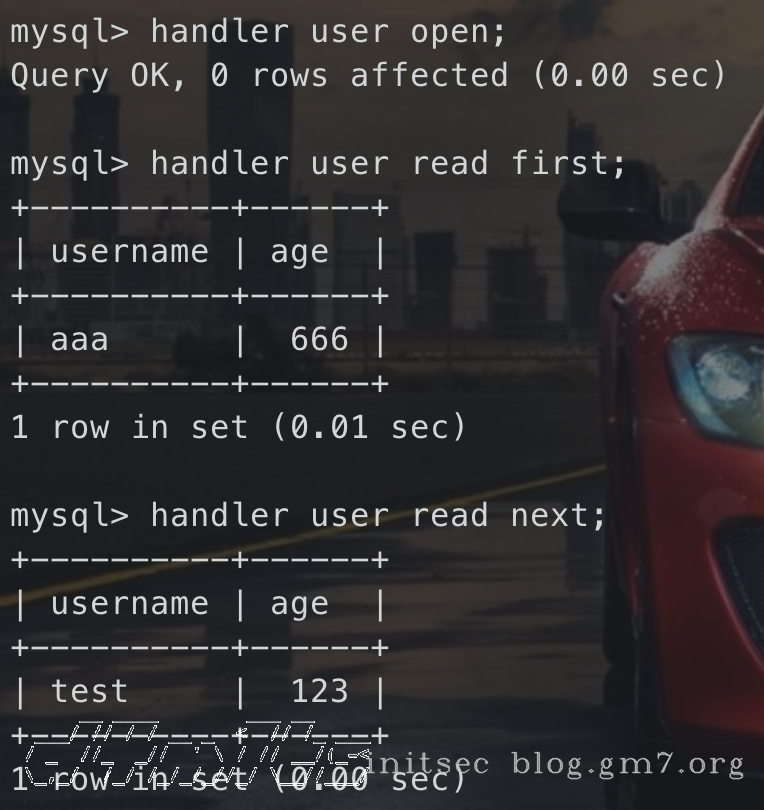 mysql> handler user open;
Query OK, 0 rows affected (0.00 sec)
mysql> handler user read first;
+----------+------+
| username | age  |
+----------+------+
| aaa      |  666 |
+----------+------+
1 row in set (0.01 sec)
mysql> handler user read next;
+----------+------+
| username | age  |
+----------+------+
| test     |  123 |
+----------+------+
1 row in set (0.00 sec)
initsec blog.gm7.org